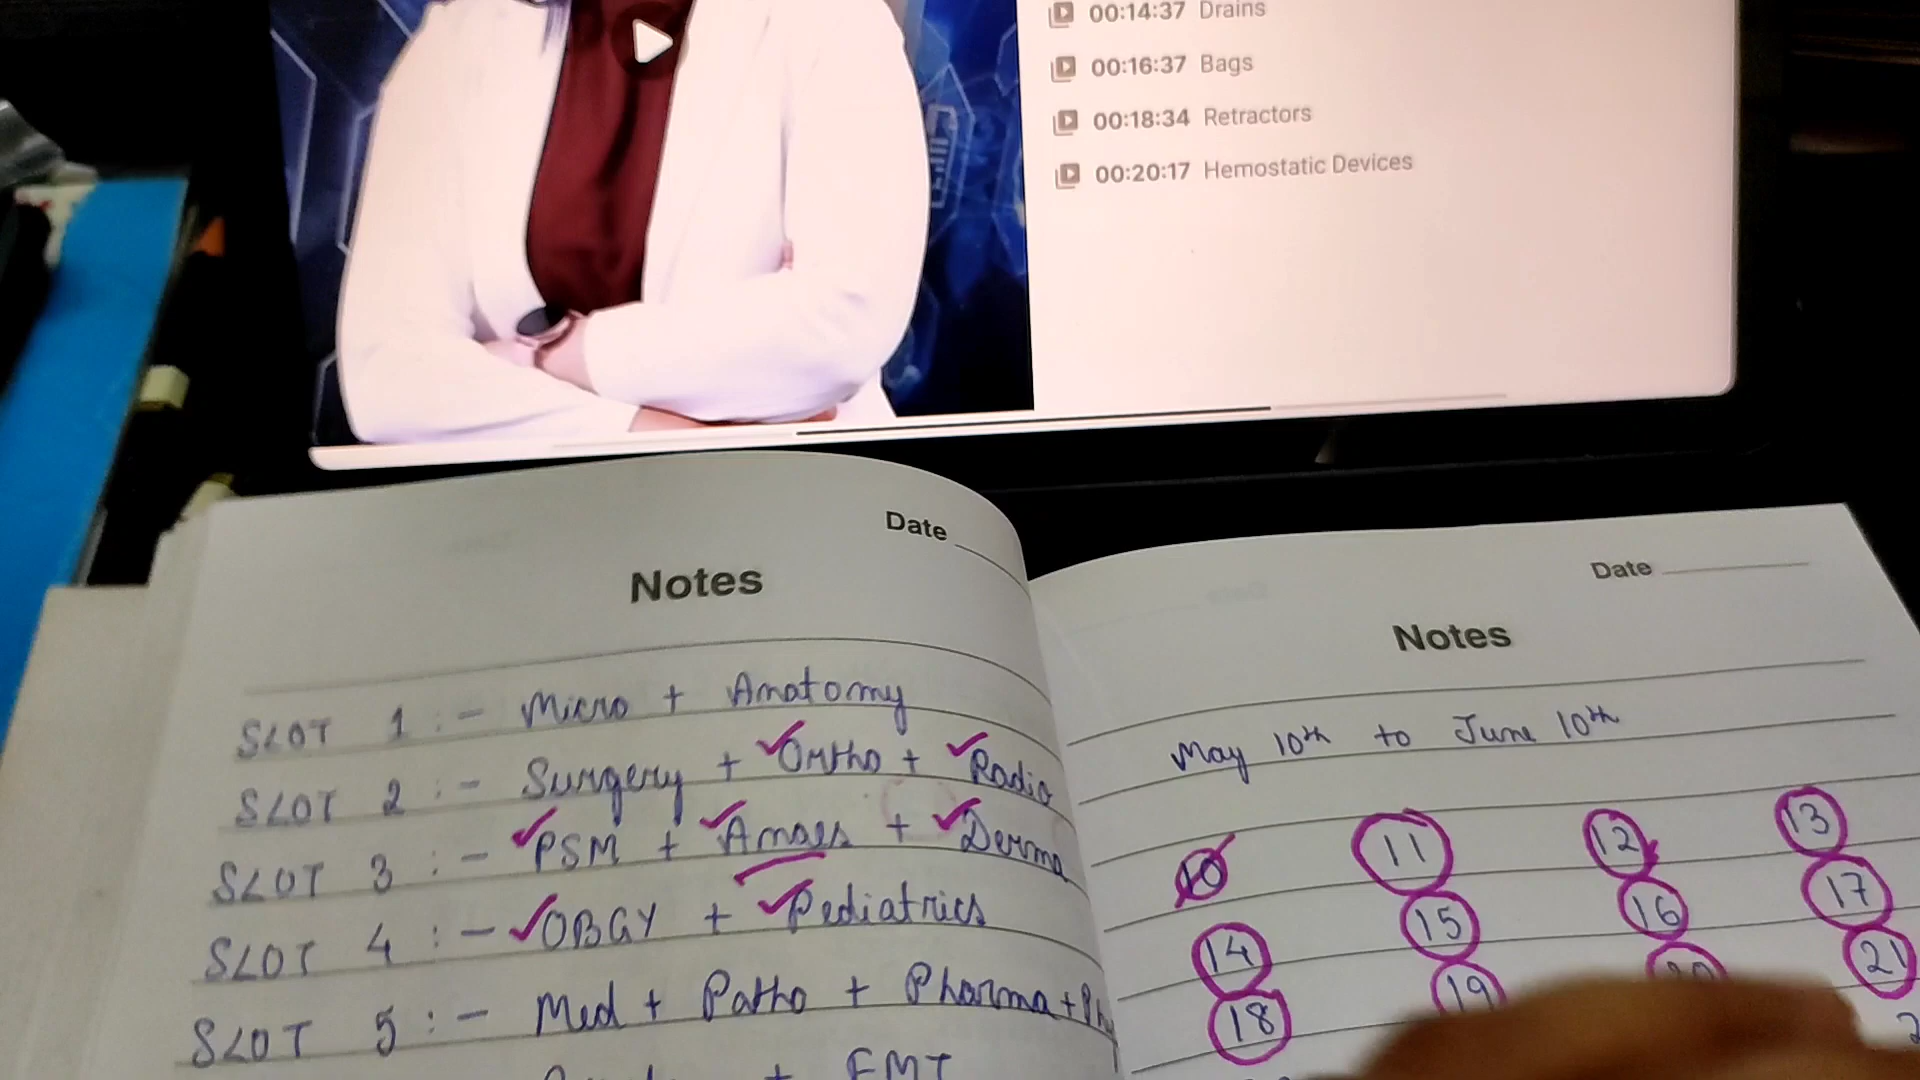 00:14:37 Drains
00:16:37 Bags
00:18:34 Retractors
00:20:17 Hemostatic Devices
Date
Notes
SLOT 1 :- Micro + Anatomy
SLOT 2 :- Surgery + Ortho + Radio
SLOT 3 :- PSM + Anaes + Derma
SLOT 4 :- OBGY + Pediatrics
SLOT 5 :- Med + Patho + Pharma +
+ FMT
Date
Notes
May 10th to June 10th
10 11 12 13
14 15 16 17
18 19 20 21